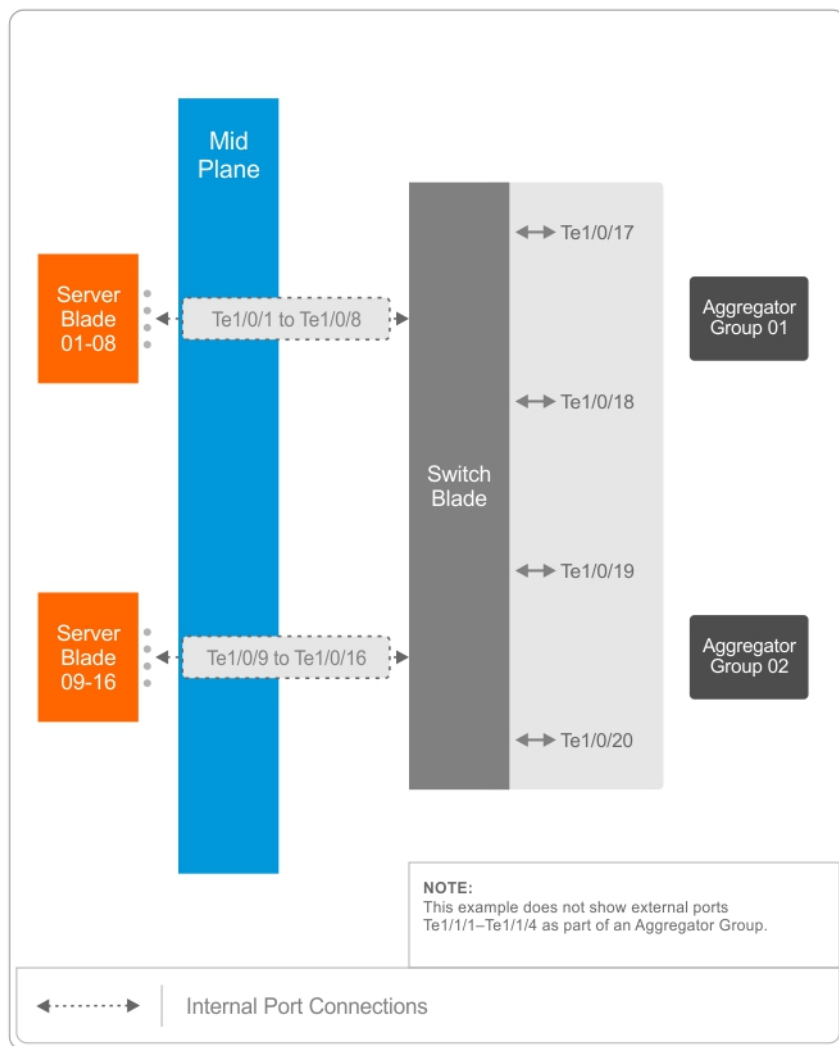 Mid
Plane
Te1/0/17
Server
Blade
01-08
Te1/0/1 to Te1/0/8
Aggregator
Group 01
Te1/0/18
Switch
Blade
Te1/0/19
Server
Blade
09-16
Te1/0/9 to Te1/0/16
Aggregator
Group 02
Te1/0/20
NOTE:
This example does not show external ports
Te1/1/1–Te1/1/4 as part of an Aggregator Group.
Internal Port Connections